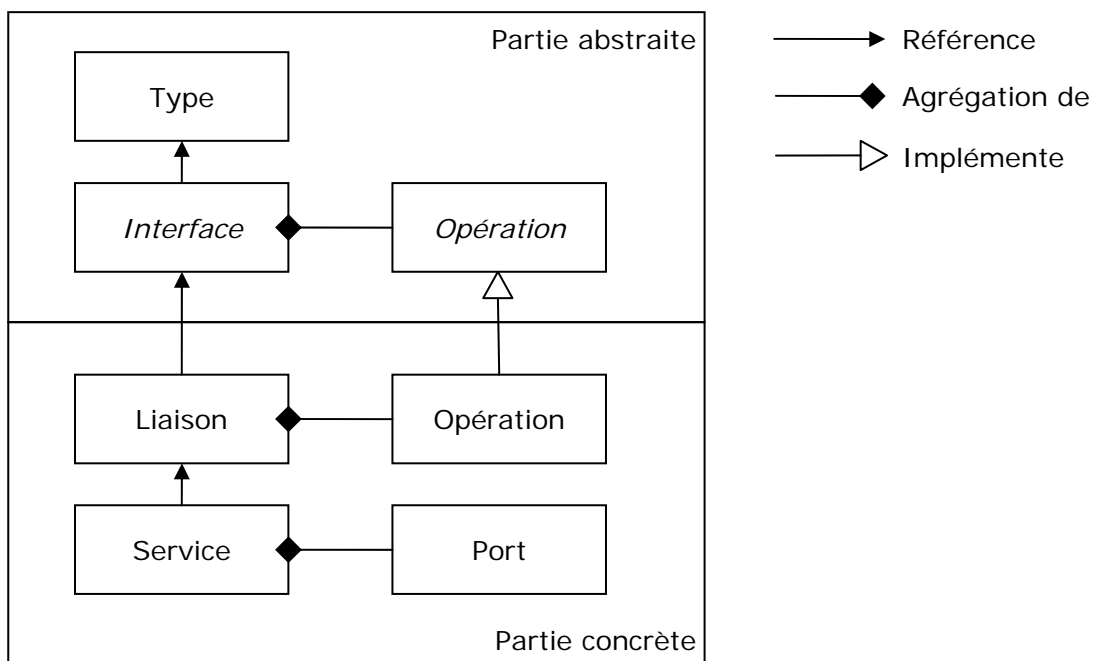 Partie abstraite
Type
Interface
Opération
Liaison
Opération
Service
Port
Partie concrète
Référence
Agrégation de
Implémente